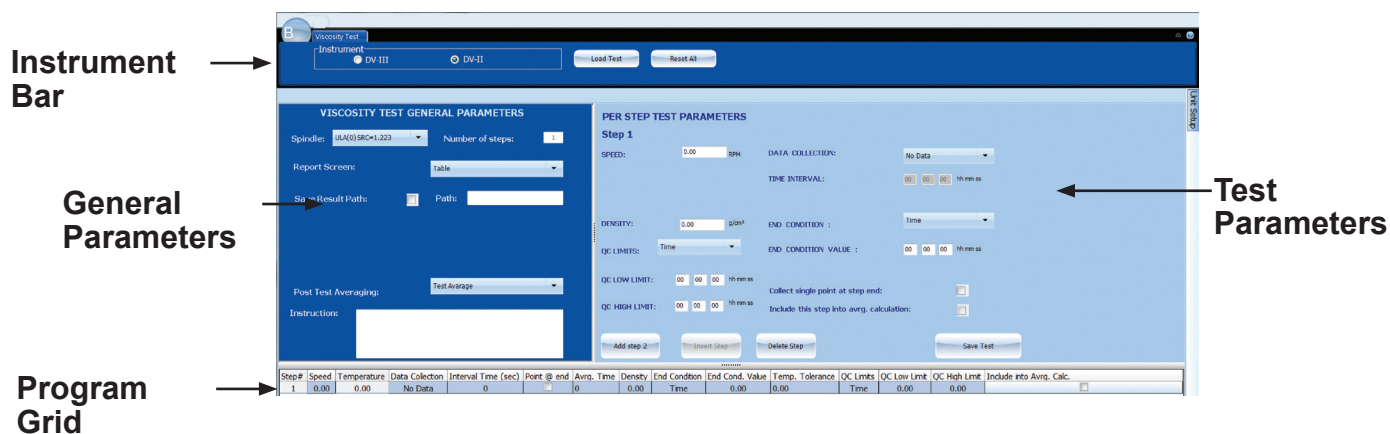 B
Viscosity Test
Instrument
DV-III
DV-II
Load Test
Reset All
Instrument
Bar
Unit Setup
VISCOSITY TEST GENERAL PARAMETERS
Spindle:
ULA(0) SRC=1.223
Number of steps:
1
Report Screen:
Table
Save Result Path:
Path:
Post Test Averaging:
Test Avarage
Instruction:
General
Parameters
PER STEP TEST PARAMETERS
Step 1
SPEED:
0.00
RPM
DATA COLLECTION:
No Data
TIME INTERVAL:
00 00 00 hh mm ss
DENSITY:
0.00
g/cm³
END CONDITION :
Time
QC LIMITS:
Time
END CONDITION VALUE :
00 00 00 hh mm ss
QC LOW LIMIT:
00 00 00 hh mm ss
Collect single point at step end:
QC HIGH LIMIT:
00 00 00 hh mm ss
Include this step into avrg. calculation:
Add step 2
Insert Step
Delete Step
Save Test
Test
Parameters
Program
Grid
Step# Speed Temperature Data Collection Interval Time (sec) Point @ end Avrg. Time Density End Condition End Cond. Value Temp. Tolerance QC Limits QC Low Limit QC High Limit Include into Avrg. Calc.
1 0.00 0.00 No Data 0 0 0.00 Time 0.00 0.00 Time 0.00 0.00